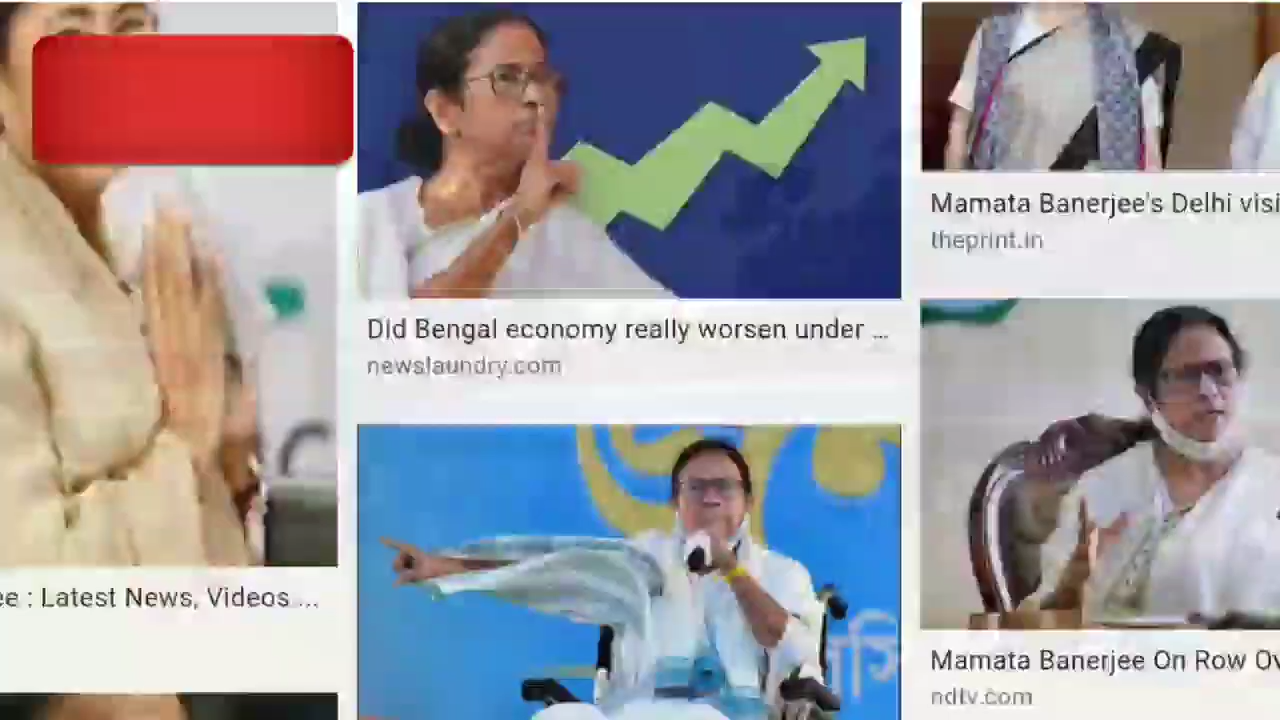 Did Bengal economy really worsen under ...
newslaundry.com
ee : Latest News, Videos ...
Mamata Banerjee's Delhi visi
theprint.in
Mamata Banerjee On Row Ov
ndtv.com